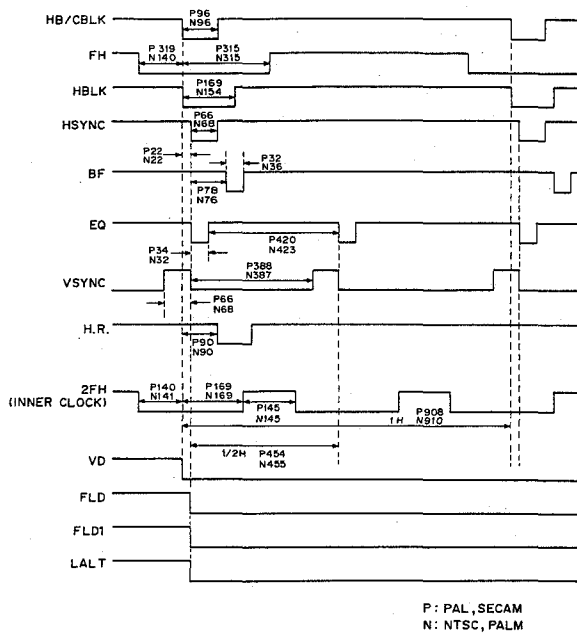 HB/CBLK
P96
N96
FH
P 319
N140
P315
N315
HBLK
P169
N154
HSYNC
P66
N68
P22
N22
BF
P32
N36
P78
N76
EQ
P34
N32
P420
N423
P388
N387
VSYNC
P66
N68
H.R.
P90
N90
2FH
(INNER CLOCK)
P140
N141
P169
N169
P145
N145
P908
1H N910
1/2H P454
N455
VD
FLD
FLD1
LALT
P: PAL, SECAM
N: NTSC, PALM